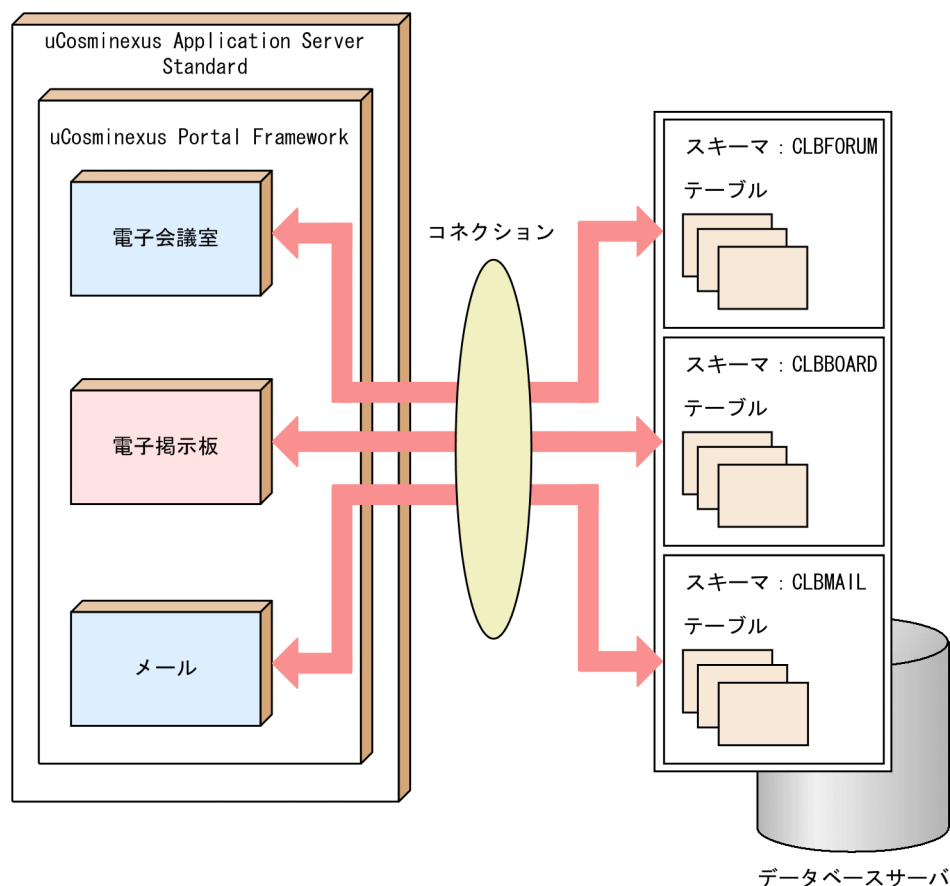 uCosminexus Application Server
Standard
uCosminexus Portal Framework
電子会議室
電子掲示板
メール
コネクション
スキーマ：CLBFORUM
テーブル
スキーマ：CLBBOARD
テーブル
スキーマ：CLBMAIL
テーブル
データベースサーバ